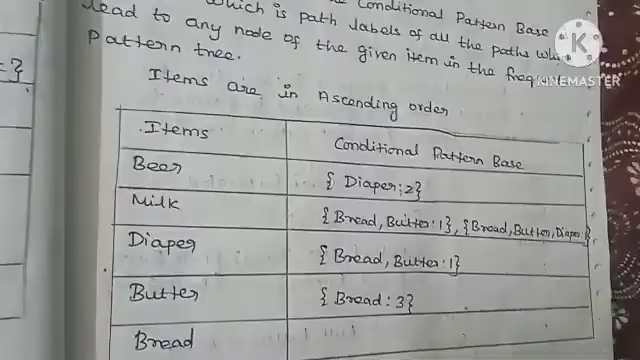 which is path labels of all the paths
Conditional Pattern Base
lead to any node of the given item in the
pattern tree.
Items are in Ascending order
Items
Conditional Pattern Base
Beer
{ Diaper:2}
Milk
{Bread, Butter:1}, {Bread, Butter, Diaper:
Diaper
{Bread, Butter:1}
Butter
{Bread: 3}
Bread
KINEMASTER